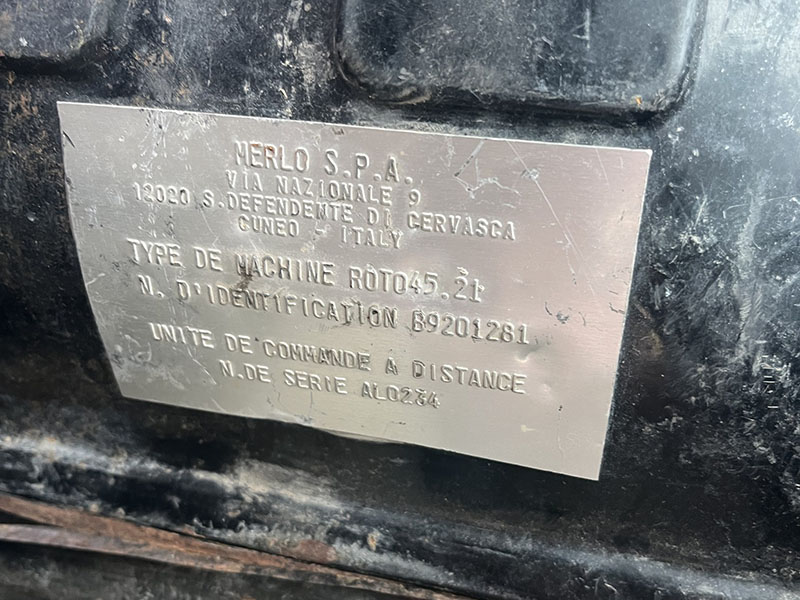 MERLO S.P.A.
VIA NAZIONALE 9
12020 S.DEFENDENTE DI CERVASCA
CUNEO - ITALY
TYPE DE MACHINE ROTO45.21
N. D'IDENTIFICATION B9201281
UNITE DE COMMANDE A DISTANCE
N.DE SERIE AL0234